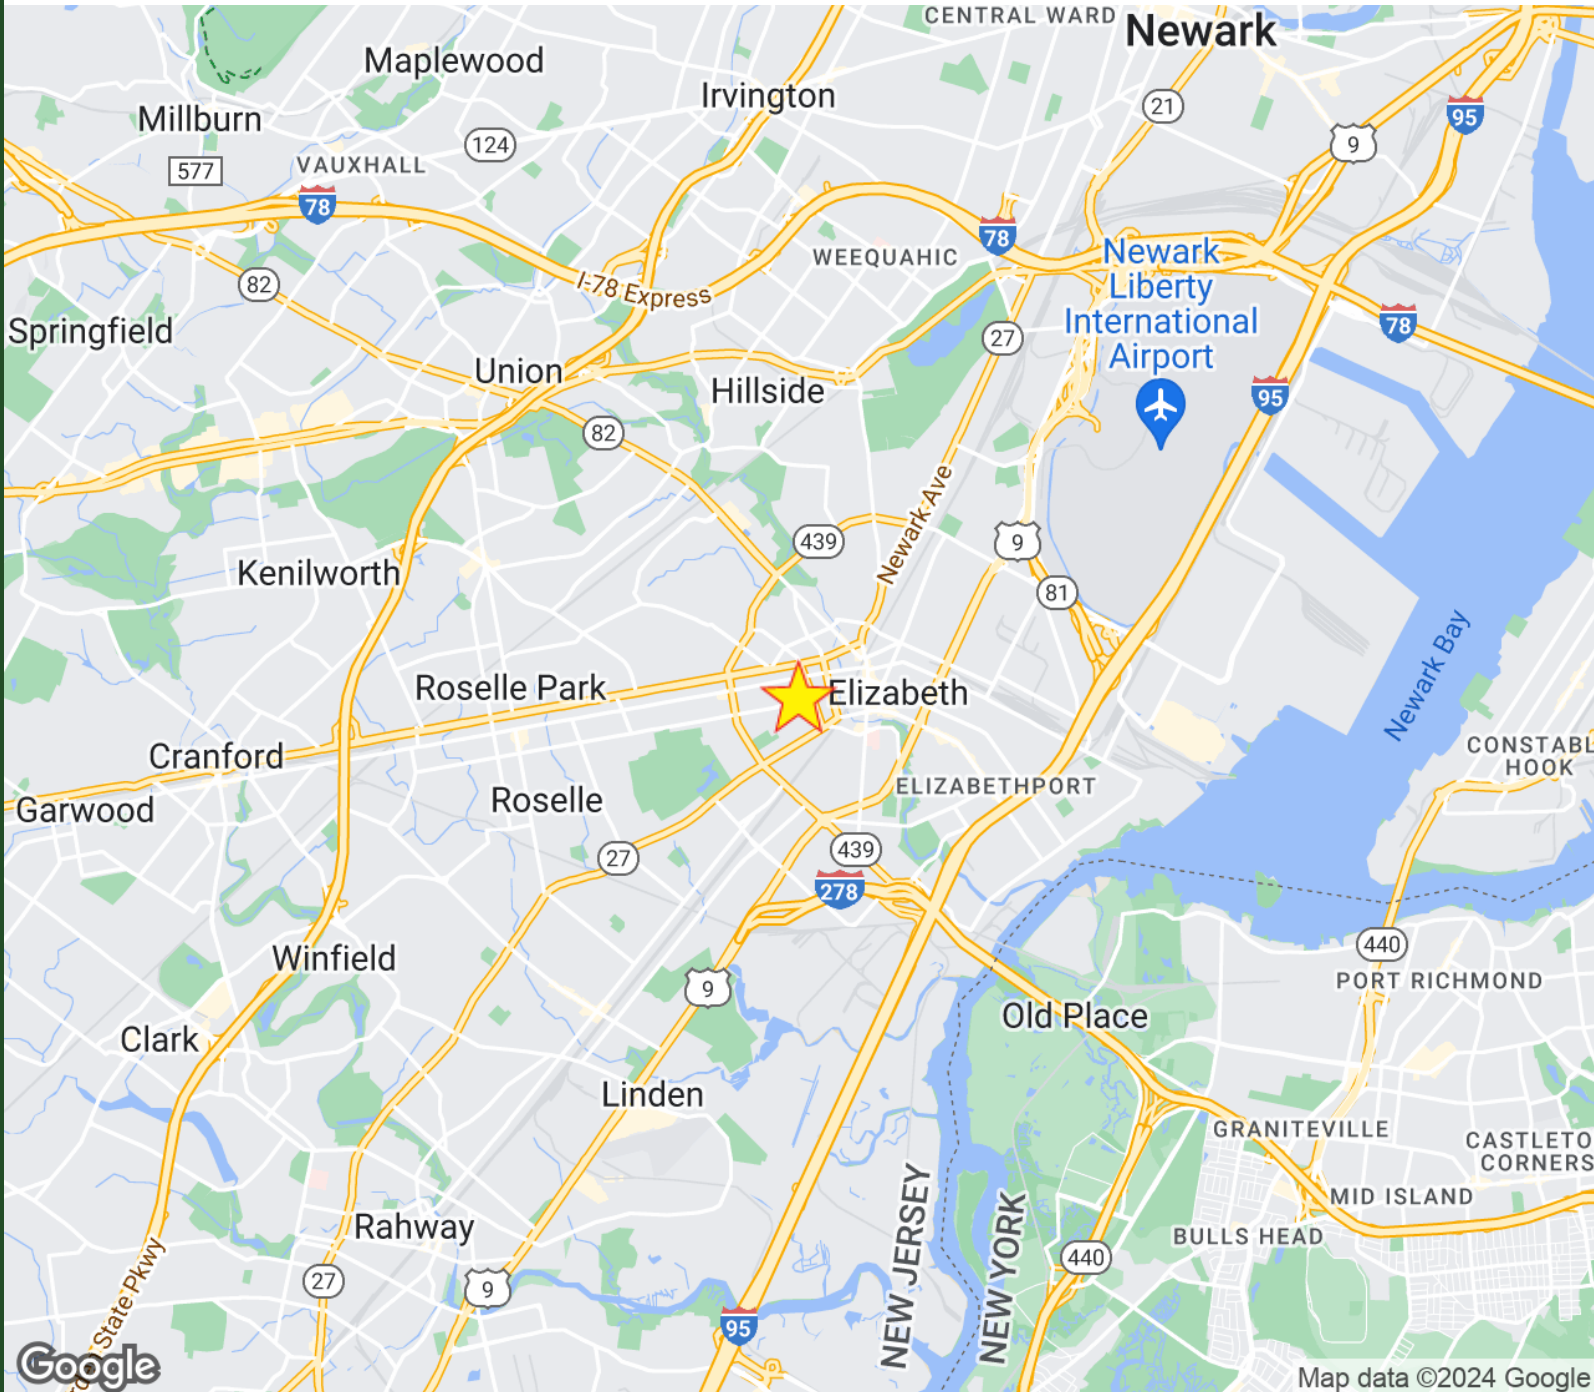 CENTRAL WARD
Newark
Maplewood
Irvington
21
95
Millburn
9
124
VAUXHALL
577
78
78
WEEQUAHIC
Newark
Liberty
International
Airport
82
I-78 Express
Springfield
27
78
Union
Hillside
95
82
Newark Ave
439
9
Kenilworth
81
Newark Bay
Roselle Park
Elizabeth
Cranford
CONSTABL
HOOK
ELIZABETHPORT
Garwood
Roselle
27
439
278
440
Winfield
PORT RICHMOND
9
Old Place
Clark
Linden
GRANITEVILLE
CASTLETO
CORNERS
MID ISLAND
Rahway
BULLS HEAD
NEW JERSEY
NEW YORK
440
27
9
den State Pkwy
95
Google
Map data ©2024 Google